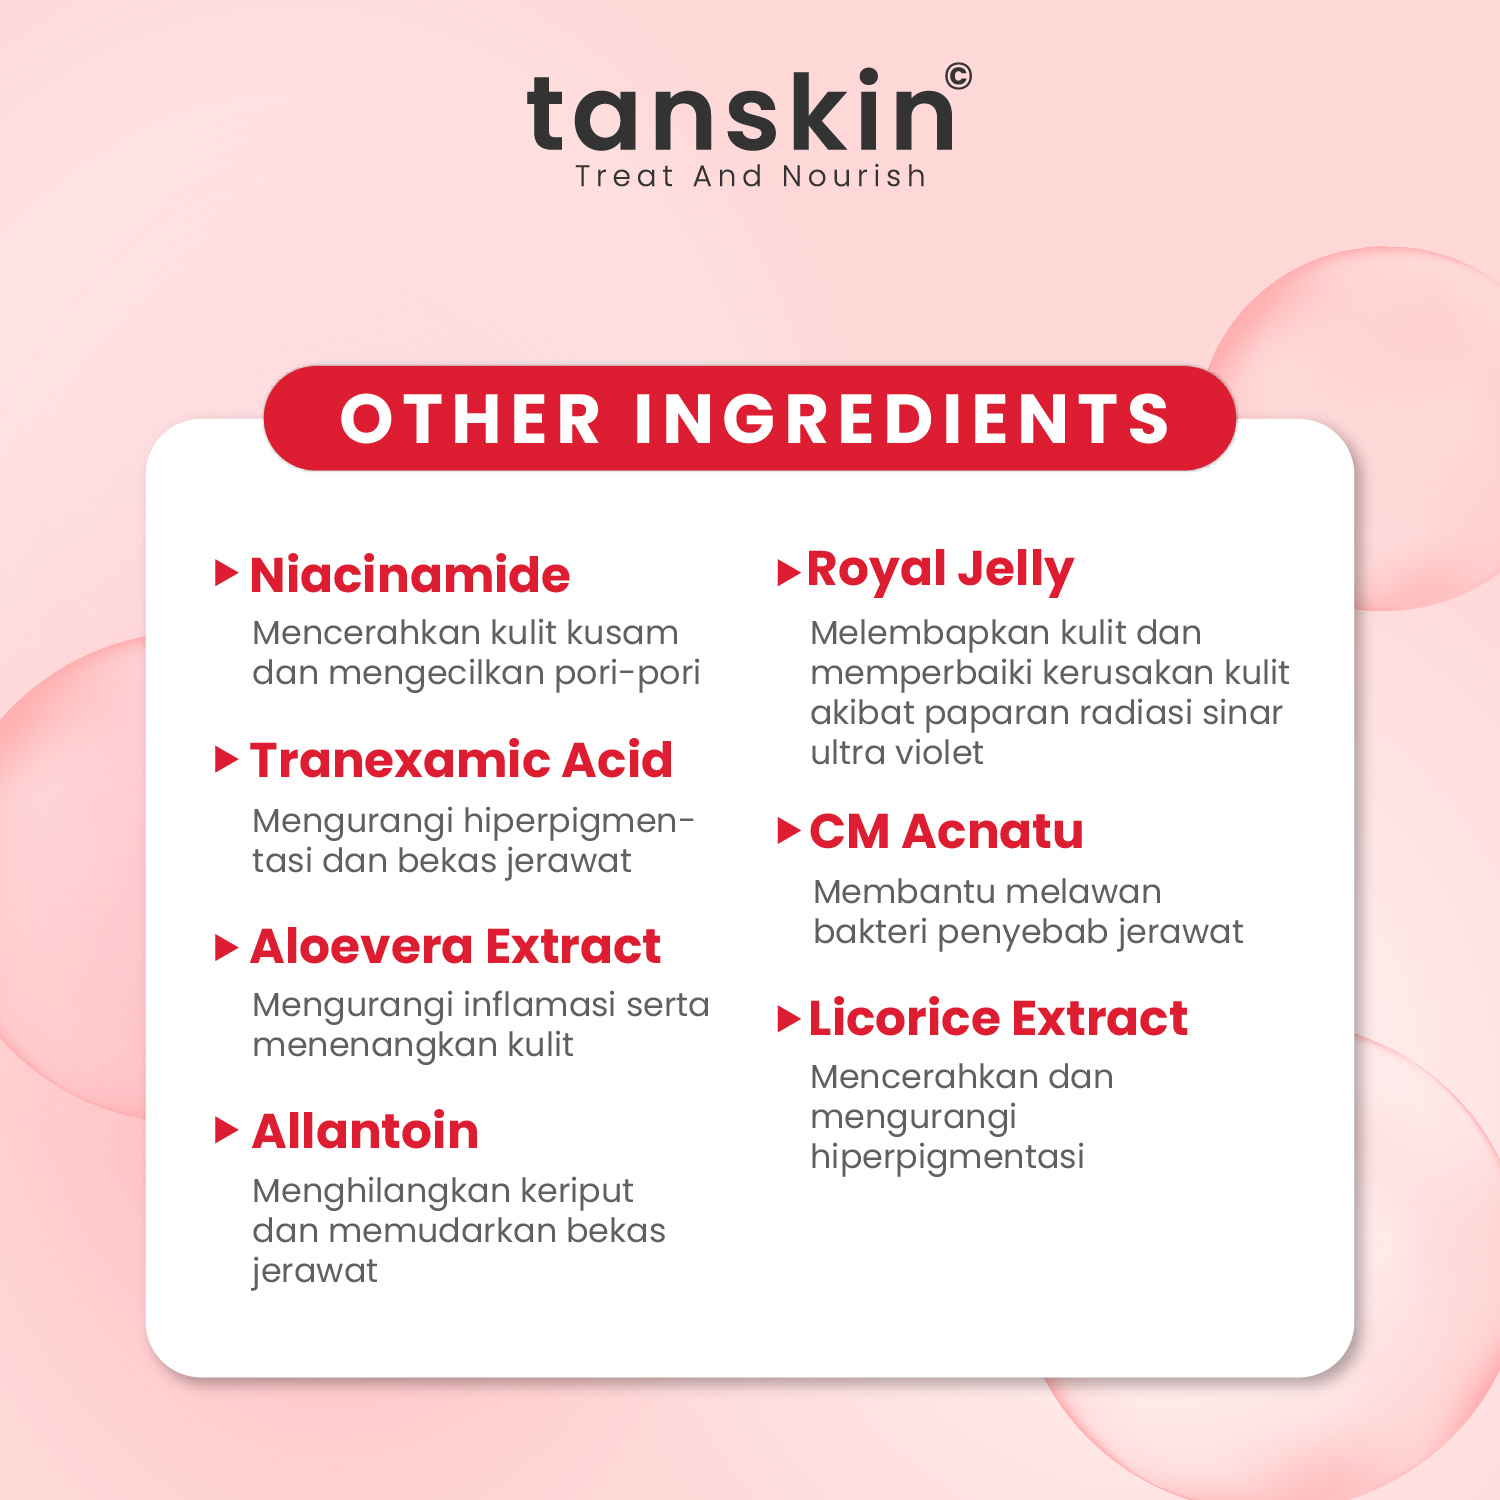 tanskin©
Treat And Nourish
OTHER INGREDIENTS
Niacinamide
Mencerahkan kulit kusam
dan mengecilkan pori-pori
Tranexamic Acid
Mengurangi hiperpigmen-
tasi dan bekas jerawat
Aloevera Extract
Mengurangi inflamasi serta
menenangkan kulit
Allantoin
Menghilangkan keriput
dan memudarkan bekas
jerawat
Royal Jelly
Melembapkan kulit dan
memperbaiki kerusakan kulit
akibat paparan radiasi sinar
ultra violet
CM Acnatu
Membantu melawan
bakteri penyebab jerawat
Licorice Extract
Mencerahkan dan
mengurangi
hiperpigmentasi